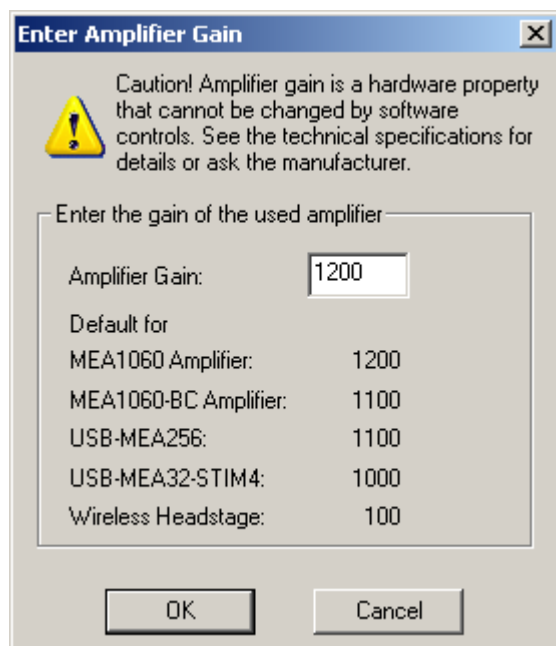 Enter Amplifier Gain
Caution! Amplifier gain is a hardware property
that cannot be changed by software
controls. See the technical specifications for
details or ask the manufacturer.
Enter the gain of the used amplifier
Amplifier Gain: 1200
Default for
MEA1060 Amplifier: 1200
MEA1060-BC Amplifier: 1100
USB-MEA256: 1100
USB-MEA32-STIM4: 1000
Wireless Headstage: 100
OK Cancel